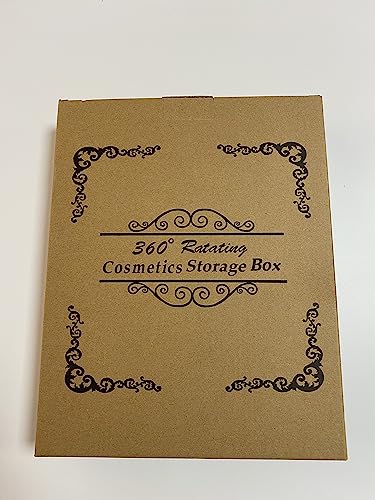 360° Ratating
Cosmetics Storage Box